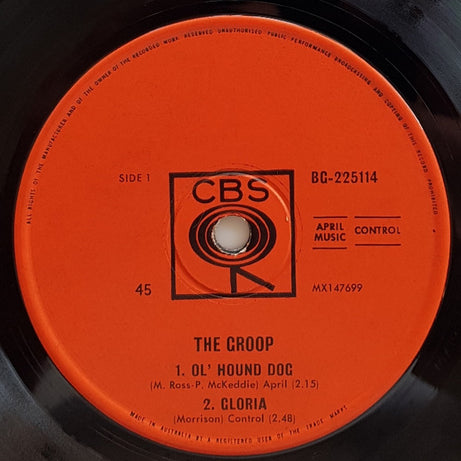 ALL RIGHTS OF THE MANUFACTURER AND OF THE OWNER OF THE RECORDED WORK RESERVED UNAUTHORISED PUBLIC PERFORMANCE BROADCASTING AND COPYING OF THIS RECORD PROHIBITED
SIDE 1
CBS
BG-225114
APRIL MUSIC
CONTROL
45
MX147699
THE GROOP
1. OL' HOUND DOG
(M. Ross-P. McKeddie) April (2.15)
2. GLORIA
(Morrison) Control (2.48)
MADE IN AUSTRALIA BY A REGISTERED USER OF THE TRADE MARK